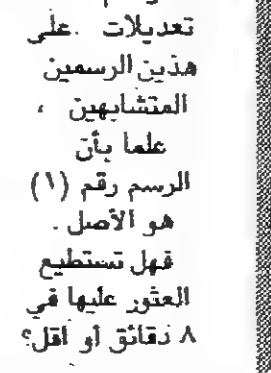 تعديلات على
هذين الرسمين
المتشابهين ،
علما بأن
الرسم رقم (١)
هو الأصل .
فهل تستطيع
العثور عليها في
٨ دقائق أو أقل؟